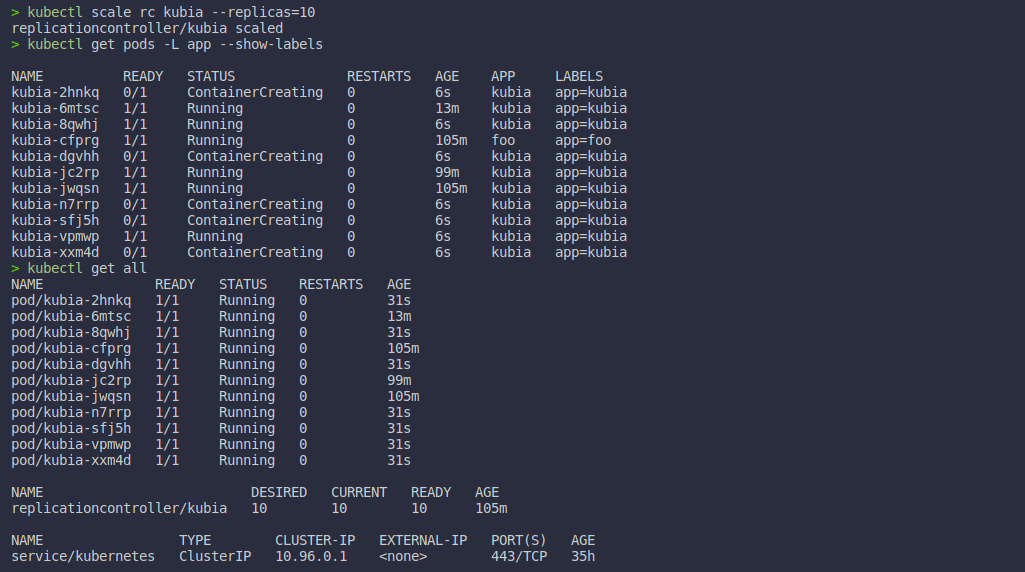 > kubectl scale rc kubia --replicas=10
replicationcontroller/kubia scaled
> kubectl get pods -L app --show-labels
NAME          READY   STATUS              RESTARTS   AGE    APP     LABELS
kubia-2hnkq   0/1     ContainerCreating   0          6s     kubia   app=kubia
kubia-6mtsc   1/1     Running             0          13m    kubia   app=kubia
kubia-8qwhj   1/1     Running             0          6s     kubia   app=kubia
kubia-cfprg   1/1     Running             0          105m   foo     app=foo
kubia-dgvhh   0/1     ContainerCreating   0          6s     kubia   app=kubia
kubia-jc2rp   1/1     Running             0          99m    kubia   app=kubia
kubia-jwqsn   1/1     Running             0          105m   kubia   app=kubia
kubia-n7rrp   0/1     ContainerCreating   0          6s     kubia   app=kubia
kubia-sfj5h   0/1     ContainerCreating   0          6s     kubia   app=kubia
kubia-vpmwp   1/1     Running             0          6s     kubia   app=kubia
kubia-xxm4d   0/1     ContainerCreating   0          6s     kubia   app=kubia
> kubectl get all
NAME              READY   STATUS    RESTARTS   AGE
pod/kubia-2hnkq   1/1     Running   0          31s
pod/kubia-6mtsc   1/1     Running   0          13m
pod/kubia-8qwhj   1/1     Running   0          31s
pod/kubia-cfprg   1/1     Running   0          105m
pod/kubia-dgvhh   1/1     Running   0          31s
pod/kubia-jc2rp   1/1     Running   0          99m
pod/kubia-jwqsn   1/1     Running   0          105m
pod/kubia-n7rrp   1/1     Running   0          31s
pod/kubia-sfj5h   1/1     Running   0          31s
pod/kubia-vpmwp   1/1     Running   0          31s
pod/kubia-xxm4d   1/1     Running   0          31s
NAME                          DESIRED   CURRENT   READY   AGE
replicationcontroller/kubia   10        10        10      105m
NAME                 TYPE        CLUSTER-IP   EXTERNAL-IP   PORT(S)   AGE
service/kubernetes   ClusterIP   10.96.0.1    <none>        443/TCP   35h